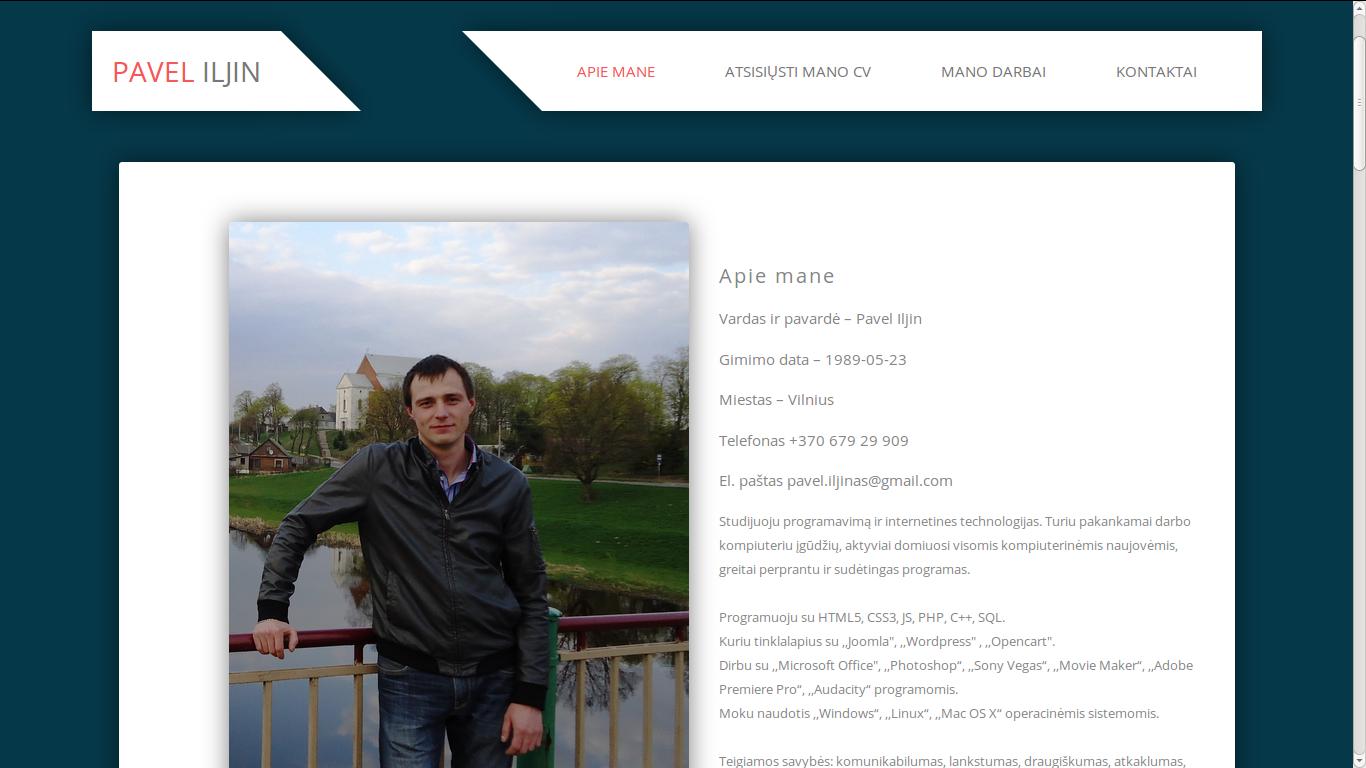 PAVEL ILJIN
APIE MANE
ATSISIŲSTI MANO CV
MANO DARBAI
KONTAKTAI
Apie mane
Vardas ir pavardė – Pavel Iljin
Gimimo data – 1989-05-23
Miestas – Vilnius
Telefonas +370 679 29 909
El. paštas pavel.iljinas@gmail.com
Studijuoju programavimą ir internetines technologijas. Turiu pakankamai darbo
kompiuteriu įgūdžių, aktyviai domiuosi visomis kompiuterinėmis naujovėmis,
greitai perprantu ir sudėtingas programas.
Programuoju su HTML5, CSS3, JS, PHP, C++, SQL.
Kuriu tinklalapius su ,,Joomla", ,,Wordpress" , ,,Opencart".
Dirbu su ,,Microsoft Office", ,,Photoshop“, ,,Sony Vegas“, ,,Movie Maker“, ,,Adobe
Premiere Pro“, ,,Audacity“ programomis.
Moku naudotis ,,Windows“, ,,Linux“, ,,Mac OS X“ operacinėmis sistemomis.
Teigiamos savybės: komunikabilumas, lankstumas, draugiškumas, atkaklumas,